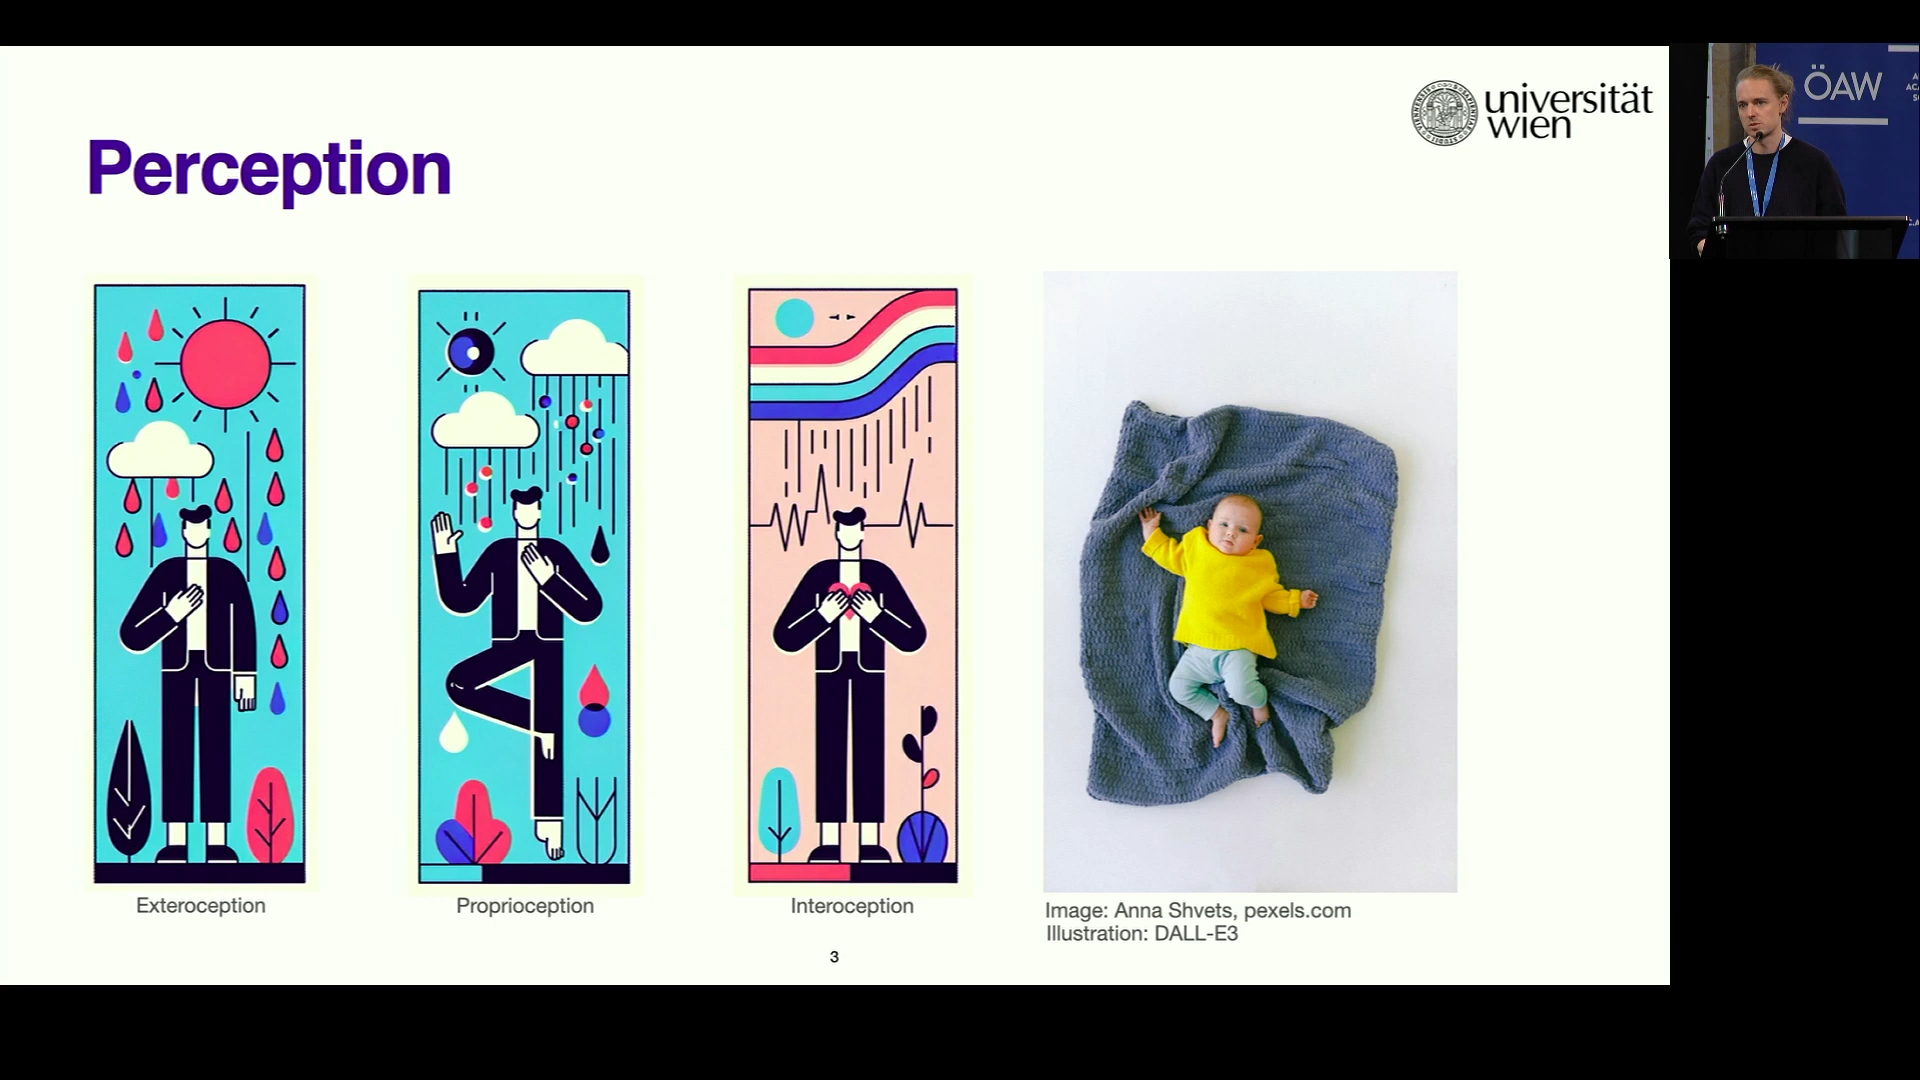 universität
wien
Perception
ÖAW
Exteroception
Proprioception
Interoception
Image: Anna Shvets, pexels.com
Illustration: DALL-E3
3